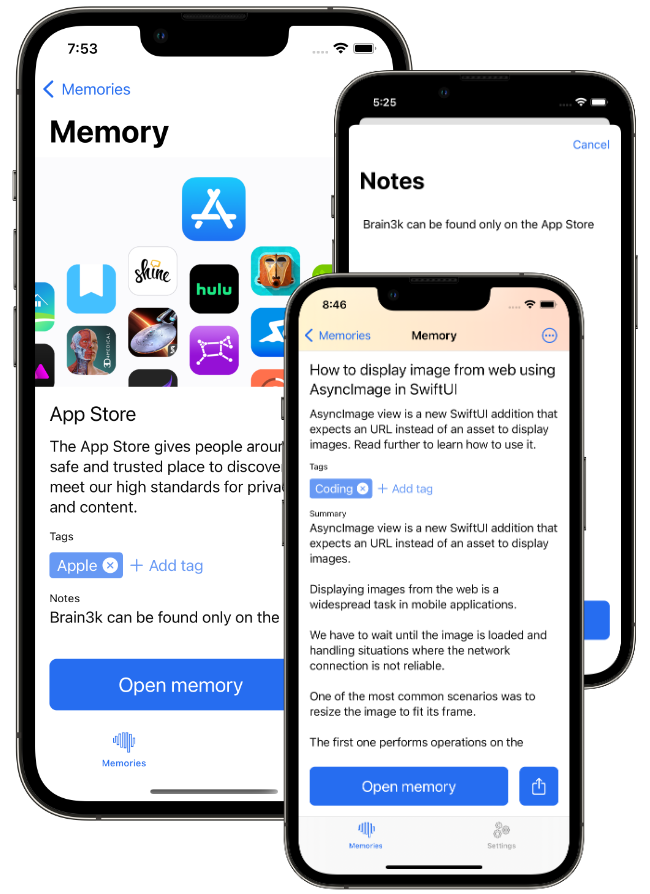 7:53
Memories
Memory
shine
hulu
MEDICAL
App Store
The App Store gives people aroun
safe and trusted place to discove
meet our high standards for priva
and content.
Tags
Apple
+ Add tag
Notes
Brain3k can be found only on the
Open memory
Memories
5:25
Cancel
Notes
Brain3k can be found only on the App Store
8:46
Memories
Memory
How to display image from web using
AsyncImage in SwiftUI
AsyncImage view is a new SwiftUI addition that
expects an URL instead of an asset to display
images. Read further to learn how to use it.
Tags
Coding
+ Add tag
Summary
AsyncImage view is a new SwiftUI addition that
expects an URL instead of an asset to display
images.
Displaying images from the web is a
widespread task in mobile applications.
We have to wait until the image is loaded and
handling situations where the network
connection is not reliable.
One of the most common scenarios was to
resize the image to fit its frame.
The first one performs operations on the
Open memory
Memories
Settings